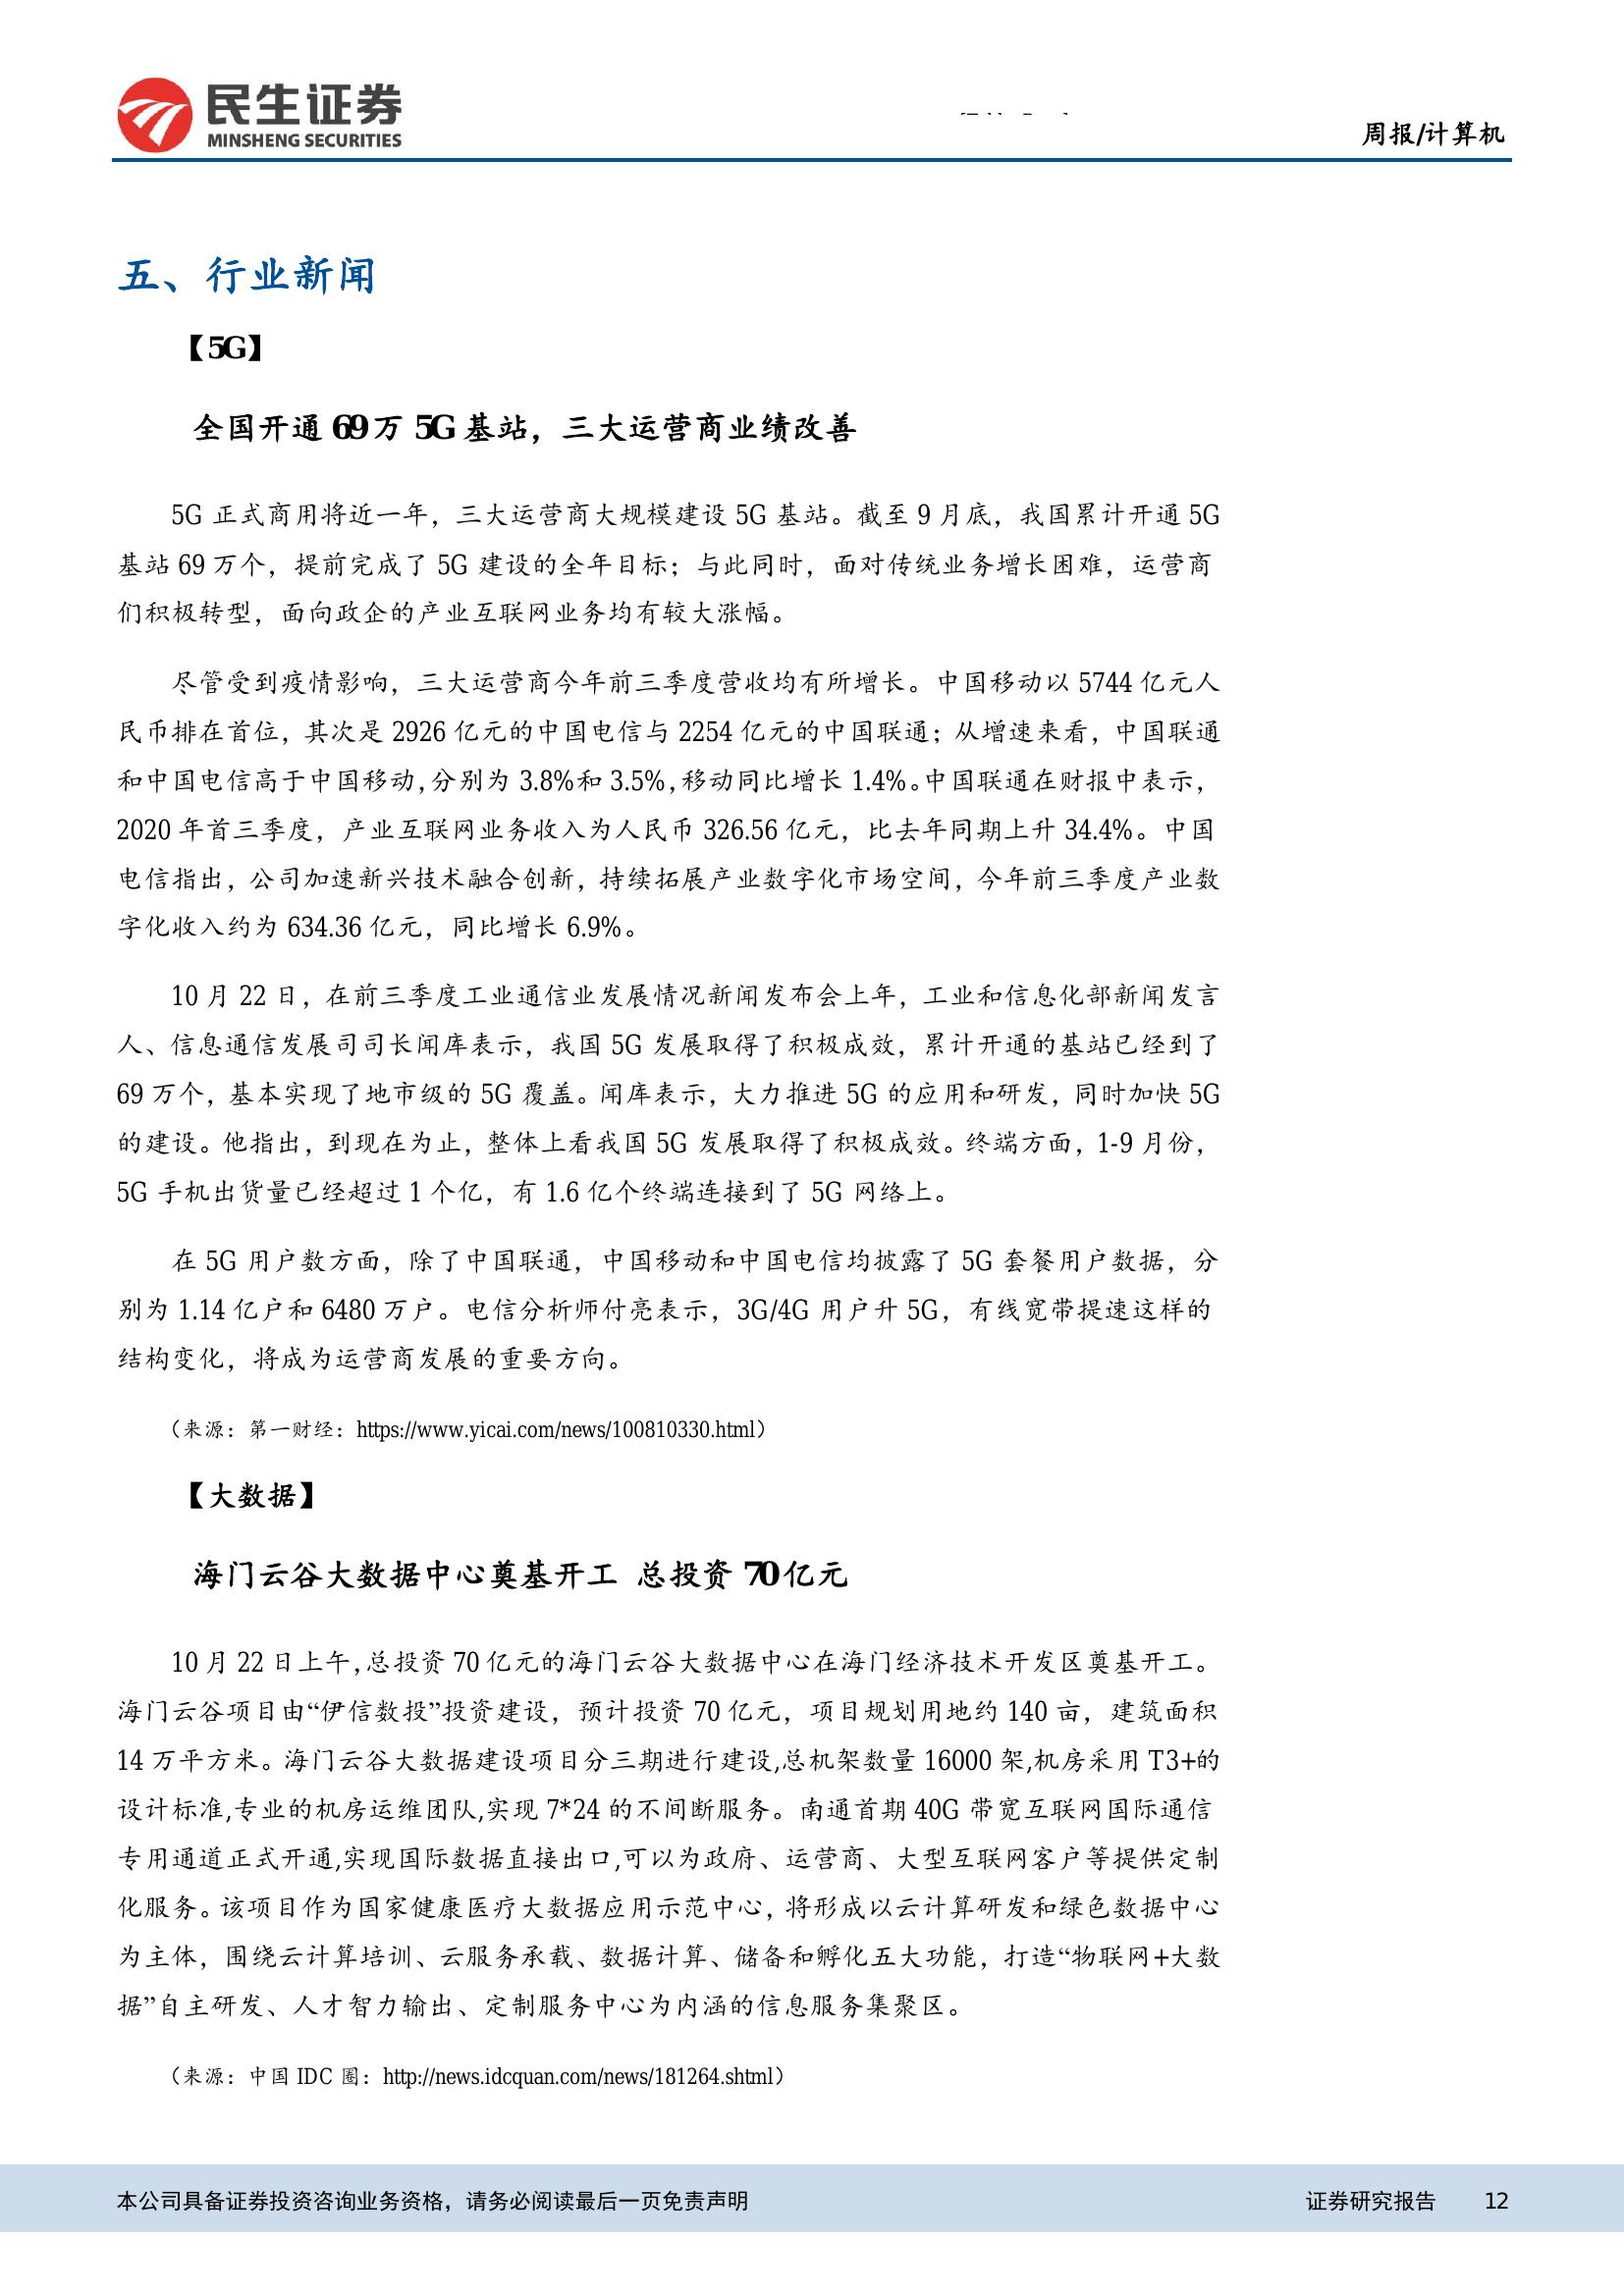 民生证券
MINSHENG SECURITIES
周报/计算机
五、行业新闻
【5G】
全国开通 69 万 5G 基站，三大运营商业绩改善
5G 正式商用将近一年，三大运营商大规模建设 5G 基站。截至 9 月底，我国累计开通 5G
基站 69 万个，提前完成了 5G 建设的全年目标；与此同时，面对传统业务增长困难，运营商
们积极转型，面向政企的产业互联网业务均有较大涨幅。
尽管受到疫情影响，三大运营商今年前三季度营收均有所增长。中国移动以 5744 亿元人
民币排在首位，其次是 2926 亿元的中国电信与 2254 亿元的中国联通；从增速来看，中国联通
和中国电信高于中国移动,分别为 3.8%和 3.5%,移动同比增长 1.4%。中国联通在财报中表示，
2020 年首三季度，产业互联网业务收入为人民币 326.56 亿元，比去年同期上升 34.4%。中国
电信指出，公司加速新兴技术融合创新，持续拓展产业数字化市场空间，今年前三季度产业数
字化收入约为 634.36 亿元，同比增长 6.9%。
10 月 22 日，在前三季度工业通信业发展情况新闻发布会上年，工业和信息化部新闻发言
人、信息通信发展司司长闻库表示，我国 5G 发展取得了积极成效，累计开通的基站已经到了
69 万个，基本实现了地市级的 5G 覆盖。闻库表示，大力推进 5G 的应用和研发，同时加快 5G
的建设。他指出，到现在为止，整体上看我国 5G 发展取得了积极成效。终端方面，1-9 月份，
5G 手机出货量已经超过 1 个亿，有 1.6 亿个终端连接到了 5G 网络上。
在 5G 用户数方面，除了中国联通，中国移动和中国电信均披露了 5G 套餐用户数据，分
别为 1.14 亿户和 6480 万户。电信分析师付亮表示，3G/4G 用户升 5G，有线宽带提速这样的
结构变化，将成为运营商发展的重要方向。
（来源：第一财经：https://www.yicai.com/news/100810330.html）
【大数据】
海门云谷大数据中心奠基开工 总投资 70 亿元
10 月 22 日上午,总投资 70 亿元的海门云谷大数据中心在海门经济技术开发区奠基开工。
海门云谷项目由“伊信数投”投资建设，预计投资 70 亿元，项目规划用地约 140 亩，建筑面积
14 万平方米。海门云谷大数据建设项目分三期进行建设,总机架数量 16000 架,机房采用 T3+的
设计标准,专业的机房运维团队,实现 7*24 的不间断服务。南通首期 40G 带宽互联网国际通信
专用通道正式开通,实现国际数据直接出口,可以为政府、运营商、大型互联网客户等提供定制
化服务。该项目作为国家健康医疗大数据应用示范中心，将形成以云计算研发和绿色数据中心
为主体，围绕云计算培训、云服务承载、数据计算、储备和孵化五大功能，打造“物联网+大数
据”自主研发、人才智力输出、定制服务中心为内涵的信息服务集聚区。
（来源：中国 IDC 圈：http://news.idcquan.com/news/181264.shtml）
本公司具备证券投资咨询业务资格，请务必阅读最后一页免责声明
证券研究报告 12